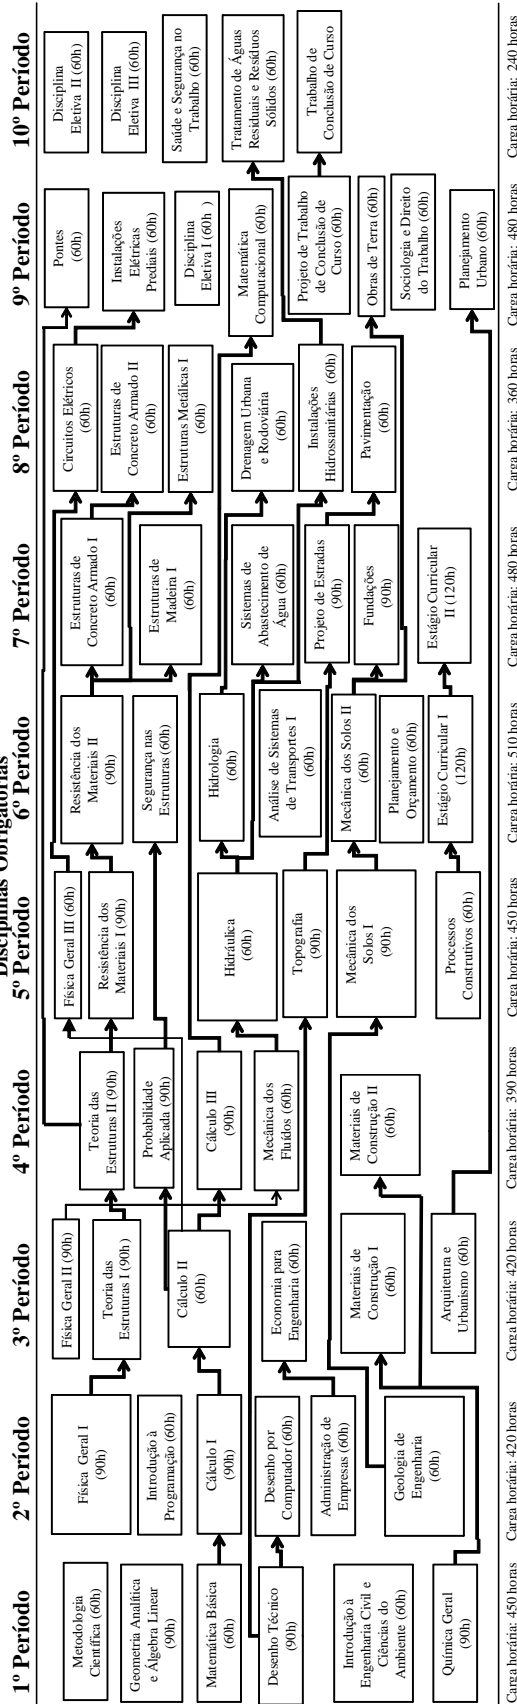 Disciplinas Obrigatórias
1º Período
Metodologia
Científica (60h)
Geometria Analítica
e Álgebra Linear
(90h)
Matemática Básica
(60h)
Desenho Técnico
(90h)
Introdução à
Engenharia Civil e
Ciências do
Ambiente (60h)
Química Geral
(90h)
Carga horária: 450 horas
2º Período
Física Geral I
(90h)
Introdução à
Programação (60h)
Cálculo I
(90h)
Desenho por
Computador (60h)
Administração de
Empresas (60h)
Geologia de
Engenharia
(60h)
Carga horária: 420 horas
3º Período
Física Geral II (90h)
Teoria das
Estruturas I (90h)
Cálculo II
(60h)
Economia para
Engenharia (60h)
Materiais de
Construção I
(60h)
Arquitetura e
Urbanismo (60h)
Carga horária: 420 horas
4º Período
Teoria das
Estruturas II (90h)
Probabilidade
Aplicada (90h)
Cálculo III
(90h)
Mecânica dos
Fluídos (60h)
Materiais de
Construção II
(60h)
Carga horária: 390 horas
5º Período
Física Geral III (60h)
Resistência dos
Materiais I (90h)
Hidráulica
(60h)
Topografia
(90h)
Mecânica dos
Solos I
(90h)
Processos
Construtivos (60h)
Carga horária: 450 horas
6º Período
Resistência dos
Materiais II
(90h)
Segurança nas
Estruturas (60h)
Hidrologia
(60h)
Análise de Sistemas
de Transportes I
(60h)
Mecânica dos Solos II
(60h)
Planejamento e
Orçamento (60h)
Estágio Curricular I
(120h)
Carga horária: 510 horas
7º Período
Estruturas de
Concreto Armado I
(60h)
Estruturas de
Madeira I
(60h)
Sistemas de
Abastecimento de
Água (60h)
Projeto de Estradas
(90h)
Fundações
(90h)
Estágio Curricular
II (120h)
Carga horária: 480 horas
8º Período
Circuitos Elétricos
(60h)
Estruturas de
Concreto Armado II
(60h)
Estruturas Metálicas I
(60h)
Drenagem Urbana
e Rodoviária
(60h)
Instalações
Hidrossanitárias (60h)
Pavimentação
(60h)
Carga horária: 360 horas
9º Período
Pontes
(60h)
Instalações
Elétricas
Prediais (60h)
Disciplina
Eletiva I (60h )
Matemática
Computacional (60h)
Projeto de Trabalho
de Conclusão de
Curso (60h)
Obras de Terra (60h)
Sociologia e Direito
do Trabalho (60h)
Planejamento
Urbano (60h)
Carga horária: 480 horas
10º Período
Disciplina
Eletiva II (60h)
Disciplina
Eletiva III (60h)
Saúde e Segurança no
Trabalho (60h)
Tratamento de Águas
Residuais e Resíduos
Sólidos (60h)
Trabalho de
Conclusão de Curso
Carga horária: 240 horas